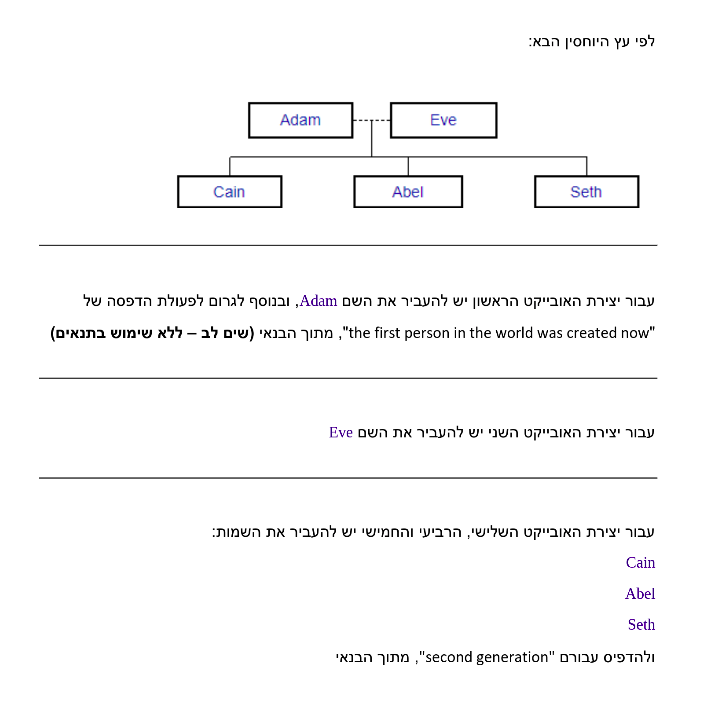 לפי עץ היוחסין הבא:
Adam Eve
Cain Abel Seth
עבור יצירת האובייקט הראשון יש להעביר את השם Adam, ובנוסף לגרום לפעולת הדפסה של
"the first person in the world was created now", מתוך הבנאי (שים לב – ללא שימוש בתנאים)
עבור יצירת האובייקט השני יש להעביר את השם Eve
עבור יצירת האובייקט השלישי, הרביעי והחמישי יש להעביר את השמות:
Cain
Abel
Seth
ולהדפיס עבורם "second generation", מתוך הבנאי